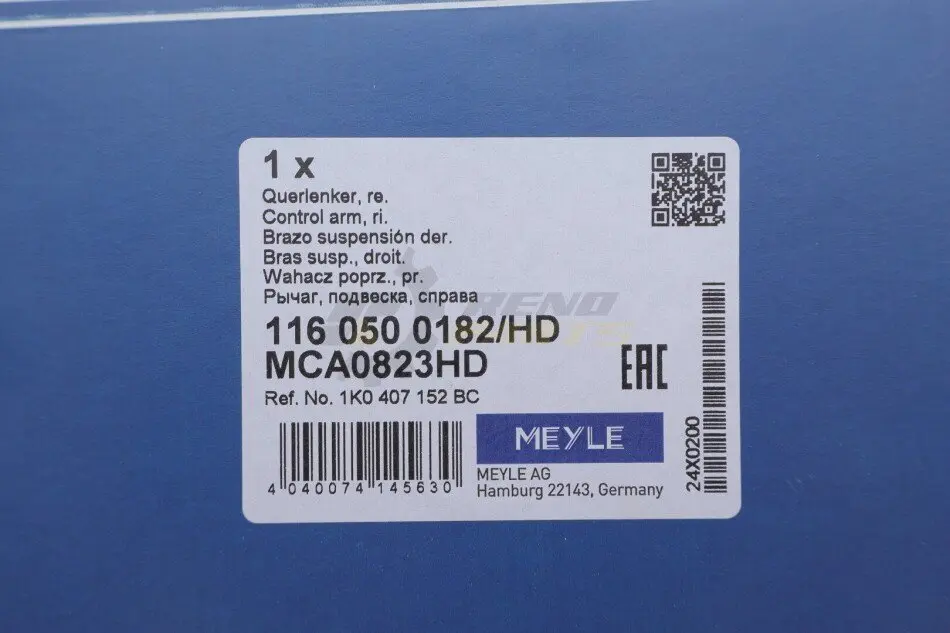 1 x
Querlenker, re.
Control arm, ri.
Brazo suspensión der.
Bras susp., droit.
Wahacz poprz., pr.
Рычаг, подвеска, справа
RENO
116 050 0182/HD
MCA0823HD
EAC
Ref. No. 1K0 407 152 BC
MEYLE
4 040074 145630
MEYLE AG
Hamburg 22143, Germany
24X0200